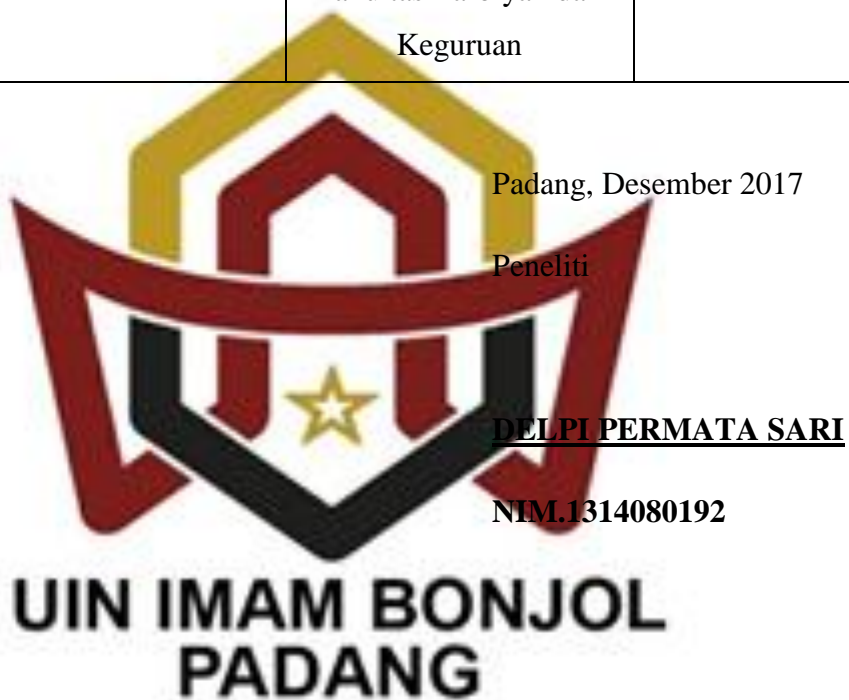 Keguruan
Padang, Desember 2017
Peneliti
DELPI PERMATA SARI
NIM.1314080192
UIN IMAM BONJOL
PADANG